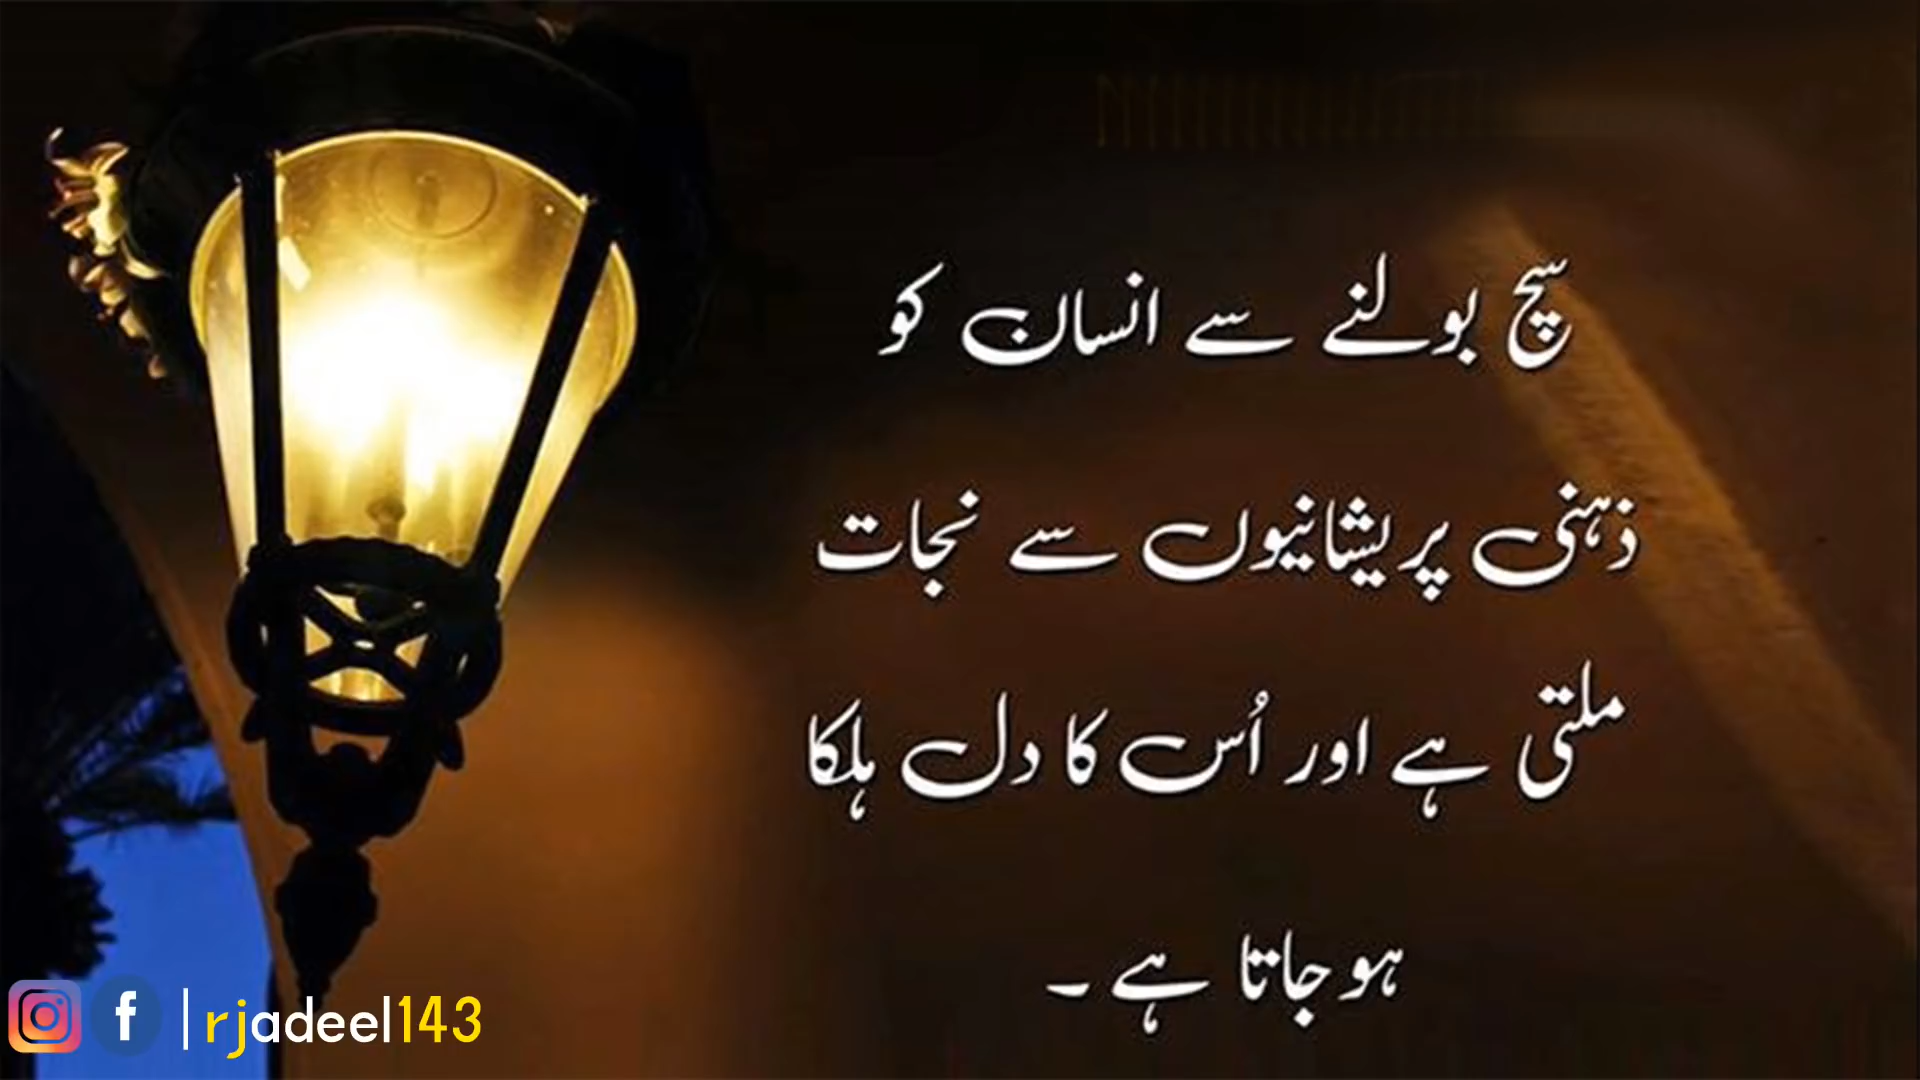 سچ بولنے سے انسان کو
ذہنی پریشانیوں سے نجات
ملتی ہے اور اُس کا دل ہلکا
ہو جاتا ہے ۔
rjadeel143